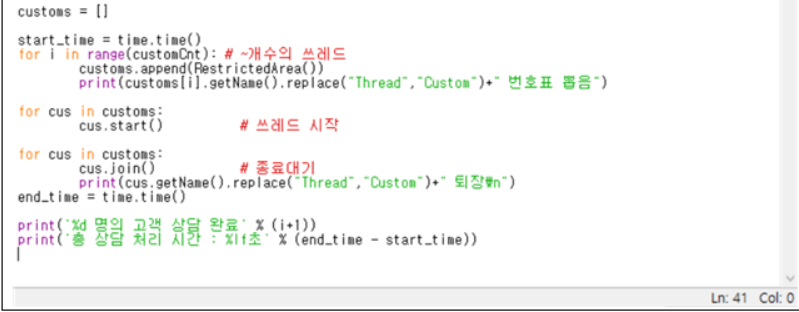 customs = []
start_time = time.time()
for i in range(customCnt): # ~개수의 쓰레드
customs.append(RestrictedArea())
print(customs[i].getName().replace("Thread","Custom")+" 번호표 뽑음")
for cus in customs:
cus.start() # 쓰레드 시작
for cus in customs:
cus.join() # 종료대기
print(cus.getName().replace("Thread","Custom")+" 퇴장₩n")
end_time = time.time()
print('%d 명의 고객 상담 완료' % (i+1))
print('총 상담 처리 시간 : %lf초' % (end_time - start_time))
Ln: 41 Col: 0